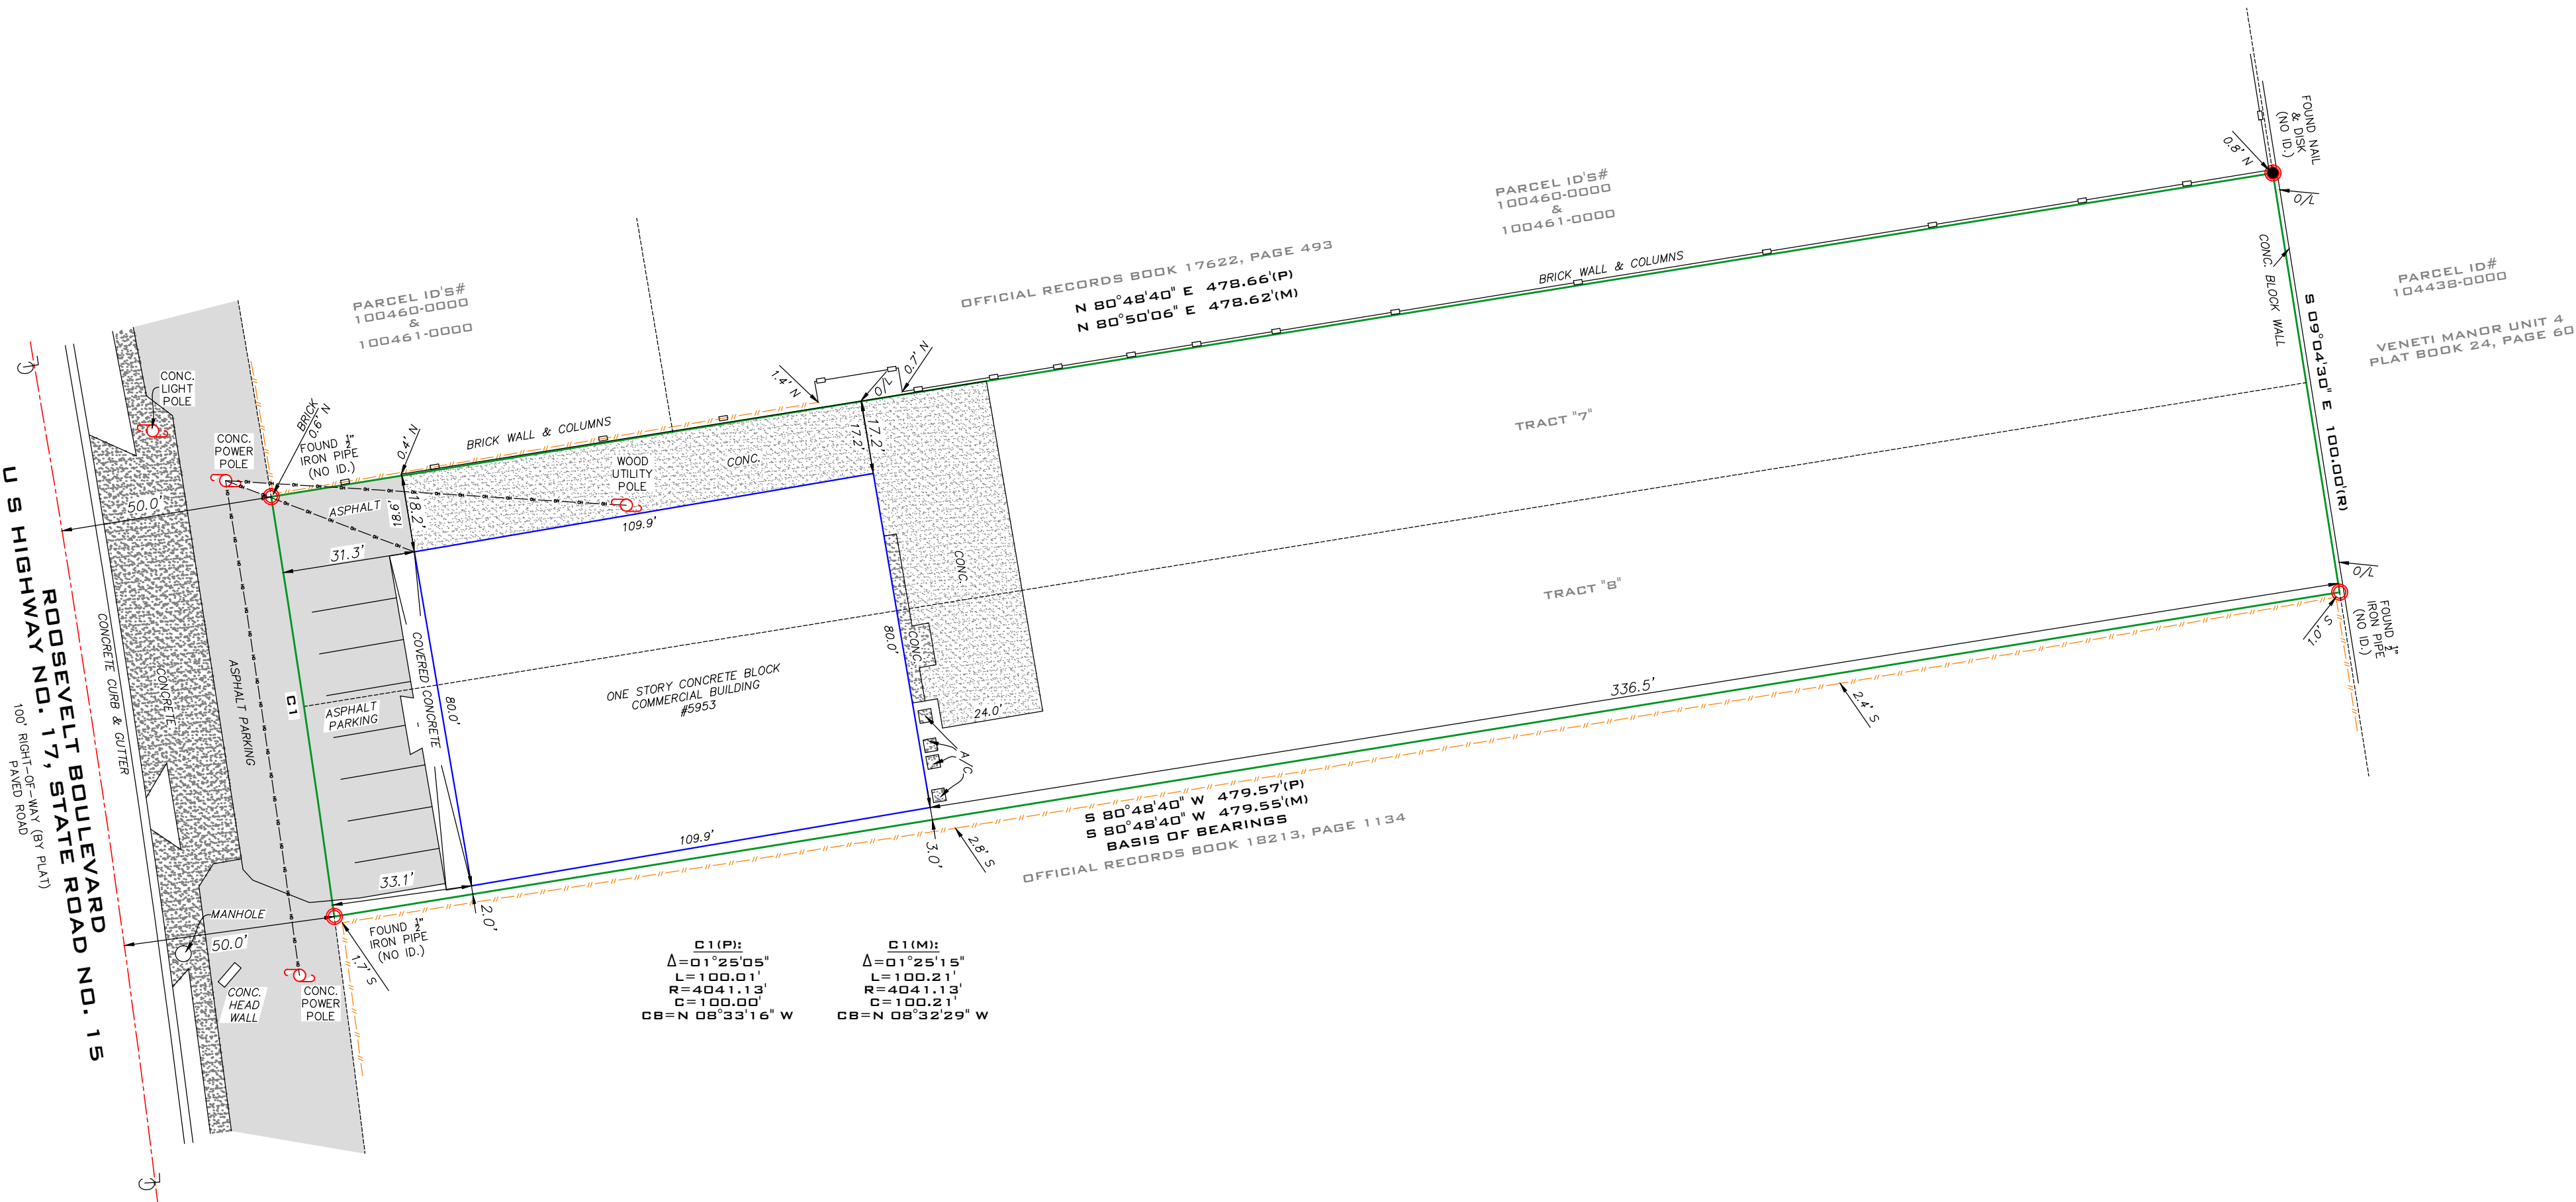 FOUND NAIL
& DISK
(NO ID.)
0.8' N
O/L
PARCEL ID'S#
100460-0000
&
100461-0000
OFFICIAL RECORDS BOOK 17622, PAGE 493
N 80°48'40" E 478.66'(P)
N 80°50'06" E 478.62'(M)
BRICK WALL & COLUMNS
CONC. BLOCK WALL
S 09°04'30" E 100.00'(R)
PARCEL ID#
104438-0000
VENETI MANOR UNIT 4
PLAT BOOK 24, PAGE 60
PARCEL ID'S#
100460-0000
&
100461-0000
CONC.
LIGHT
POLE
CONC.
POWER
POLE
BRICK
0.6' N
FOUND ½"
IRON PIPE
(NO ID.)
0.4' N
BRICK WALL & COLUMNS
1.4' N
O/L
0.7' N
17.2'
17.2'
WOOD
UTILITY
POLE
CONC.
50.0'
ASPHALT
18.6'
18.2'
109.9'
31.3'
TRACT "7"
TRACT "8"
CONC.
CONC.
80.0'
O/L
FOUND ½"
IRON PIPE
(NO ID.)
1.0' S
U S HIGHWAY NO. 17, STATE ROAD NO. 15
ROOSEVELT BOULEVARD
100' RIGHT-OF-WAY (BY PLAT)
PAVED ROAD
CONCRETE CURB & GUTTER
CONCRETE
ASPHALT PARKING
C1
ASPHALT
PARKING
COVERED CONCRETE
80.0'
ONE STORY CONCRETE BLOCK
COMMERCIAL BUILDING
#5953
24.0'
A/C
336.5'
2.4' S
S 80°48'40" W 479.57'(P)
S 80°48'40" W 479.55'(M)
BASIS OF BEARINGS
OFFICIAL RECORDS BOOK 18213, PAGE 1134
109.9'
3.0'
2.8' S
33.1'
2.0'
MANHOLE
50.0'
FOUND ½"
IRON PIPE
(NO ID.)
1.7' S
CONC.
HEAD
WALL
CONC.
POWER
POLE
C1(P):
Δ=01°25'05"
L=100.01'
R=4041.13'
C=100.00'
CB=N 08°33'16" W
C1(M):
Δ=01°25'15"
L=100.21'
R=4041.13'
C=100.21'
CB=N 08°32'29" W